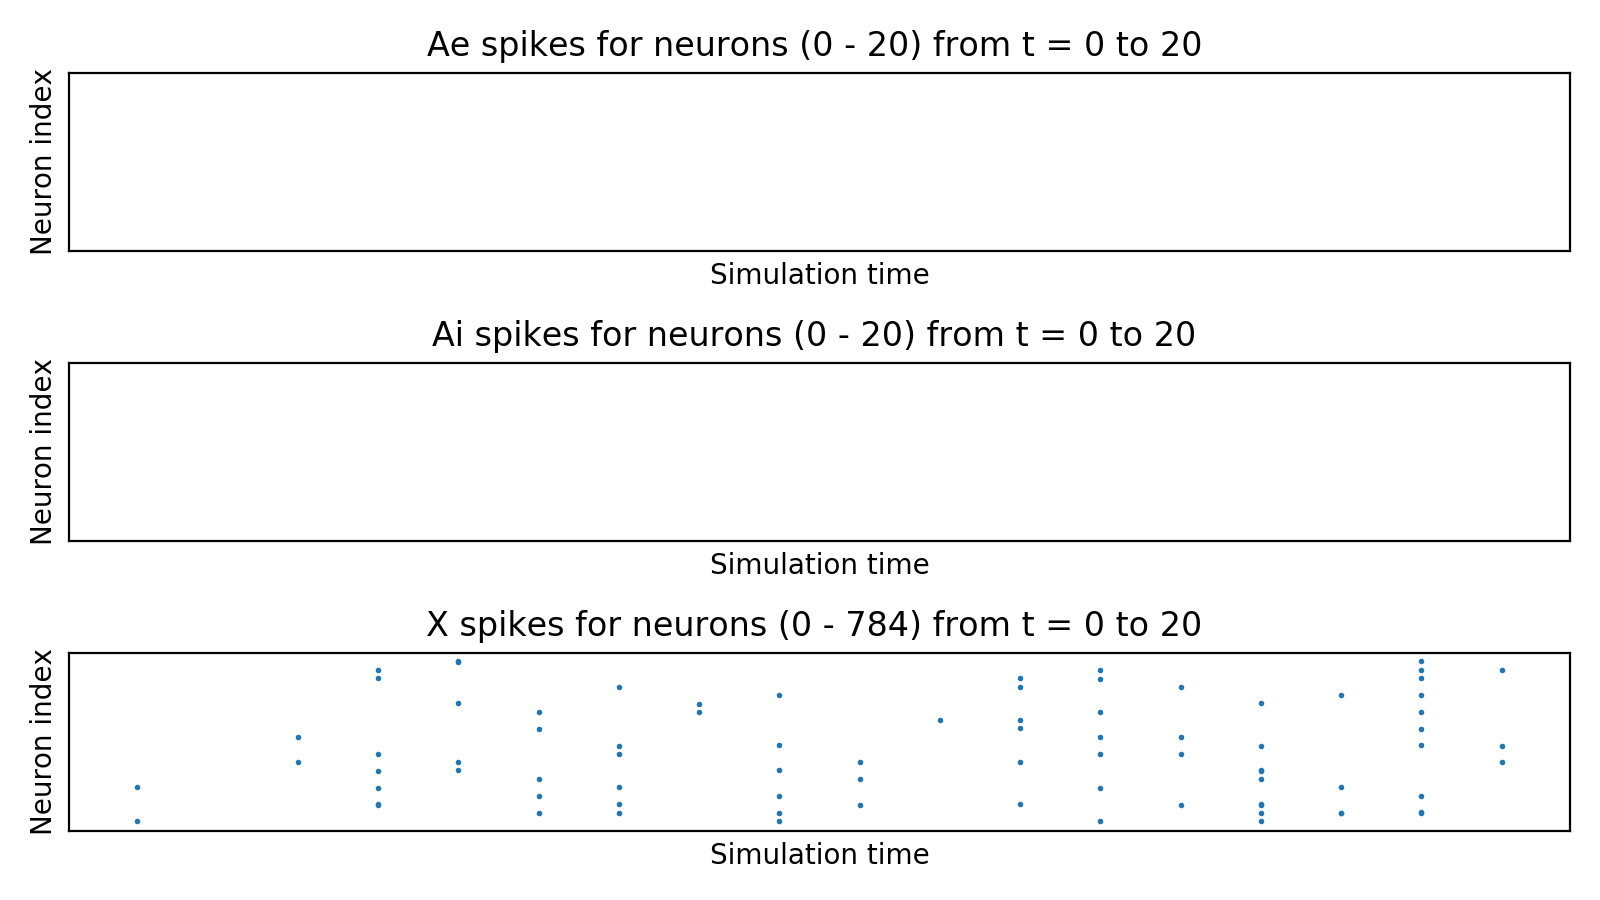 Ae spikes for neurons (0 - 20) from t = 0 to 20
Neuron index
Simulation time
Ai spikes for neurons (0 - 20) from t = 0 to 20
Neuron index
Simulation time
X spikes for neurons (0 - 784) from t = 0 to 20
Neuron index
Simulation time